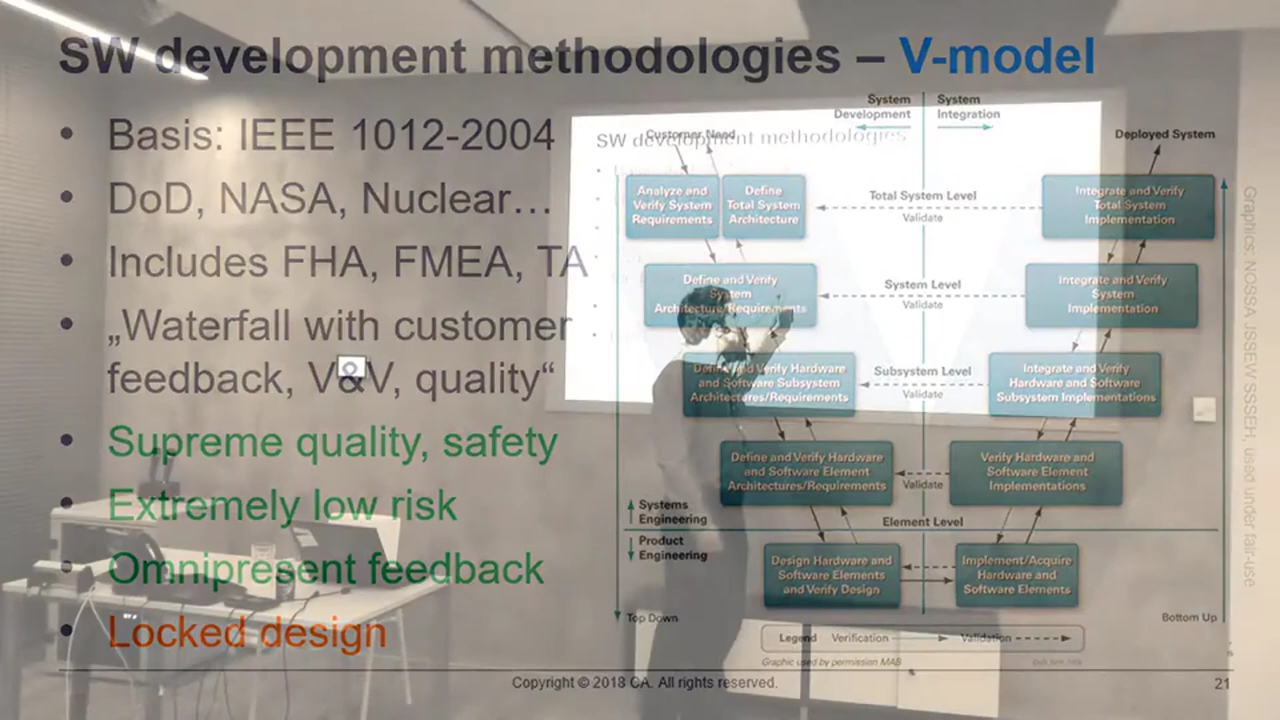 SW development methodologies – V-model
• Basis: IEEE 1012-2004
• DoD, NASA, Nuclear…
• Includes FHA, FMEA, TA
• „Waterfall with customer
feedback, V&V, quality“
• Supreme quality, safety
• Extremely low risk
• Omnipresent feedback
• Locked design
System
Development
System
Integration
SW development methodologies
Customer Need
Deployed System
Analyze and
Verify System
Requirements
Define
Total System
Architecture
Total System Level
Validate
Integrate and Verify
Total System
Implementation
Define and Verify
System
Architecture/Requirements
System Level
Validate
Integrate and Verify
System
Implementation
Define and Verify Hardware
and Software Subsystem
Architectures/Requirements
Subsystem Level
Validate
Integrate and Verify
Hardware and Software
Subsystem Implementations
Define and Verify Hardware
and Software Element
Architectures/Requirements
Validate
Verify Hardware and
Software Element
Implementations
Systems
Engineering
Element Level
Product
Engineering
Design Hardware and
Software Elements
and Verify Design
Implement/Acquire
Hardware and
Software Elements
Top Down
Bottom Up
Legend Verification Validation
Graphic used by permission MAB
Graphics: NOSSA JSSEW SSSEH, used under fair-use
Copyright © 2018 CA. All rights reserved.
21